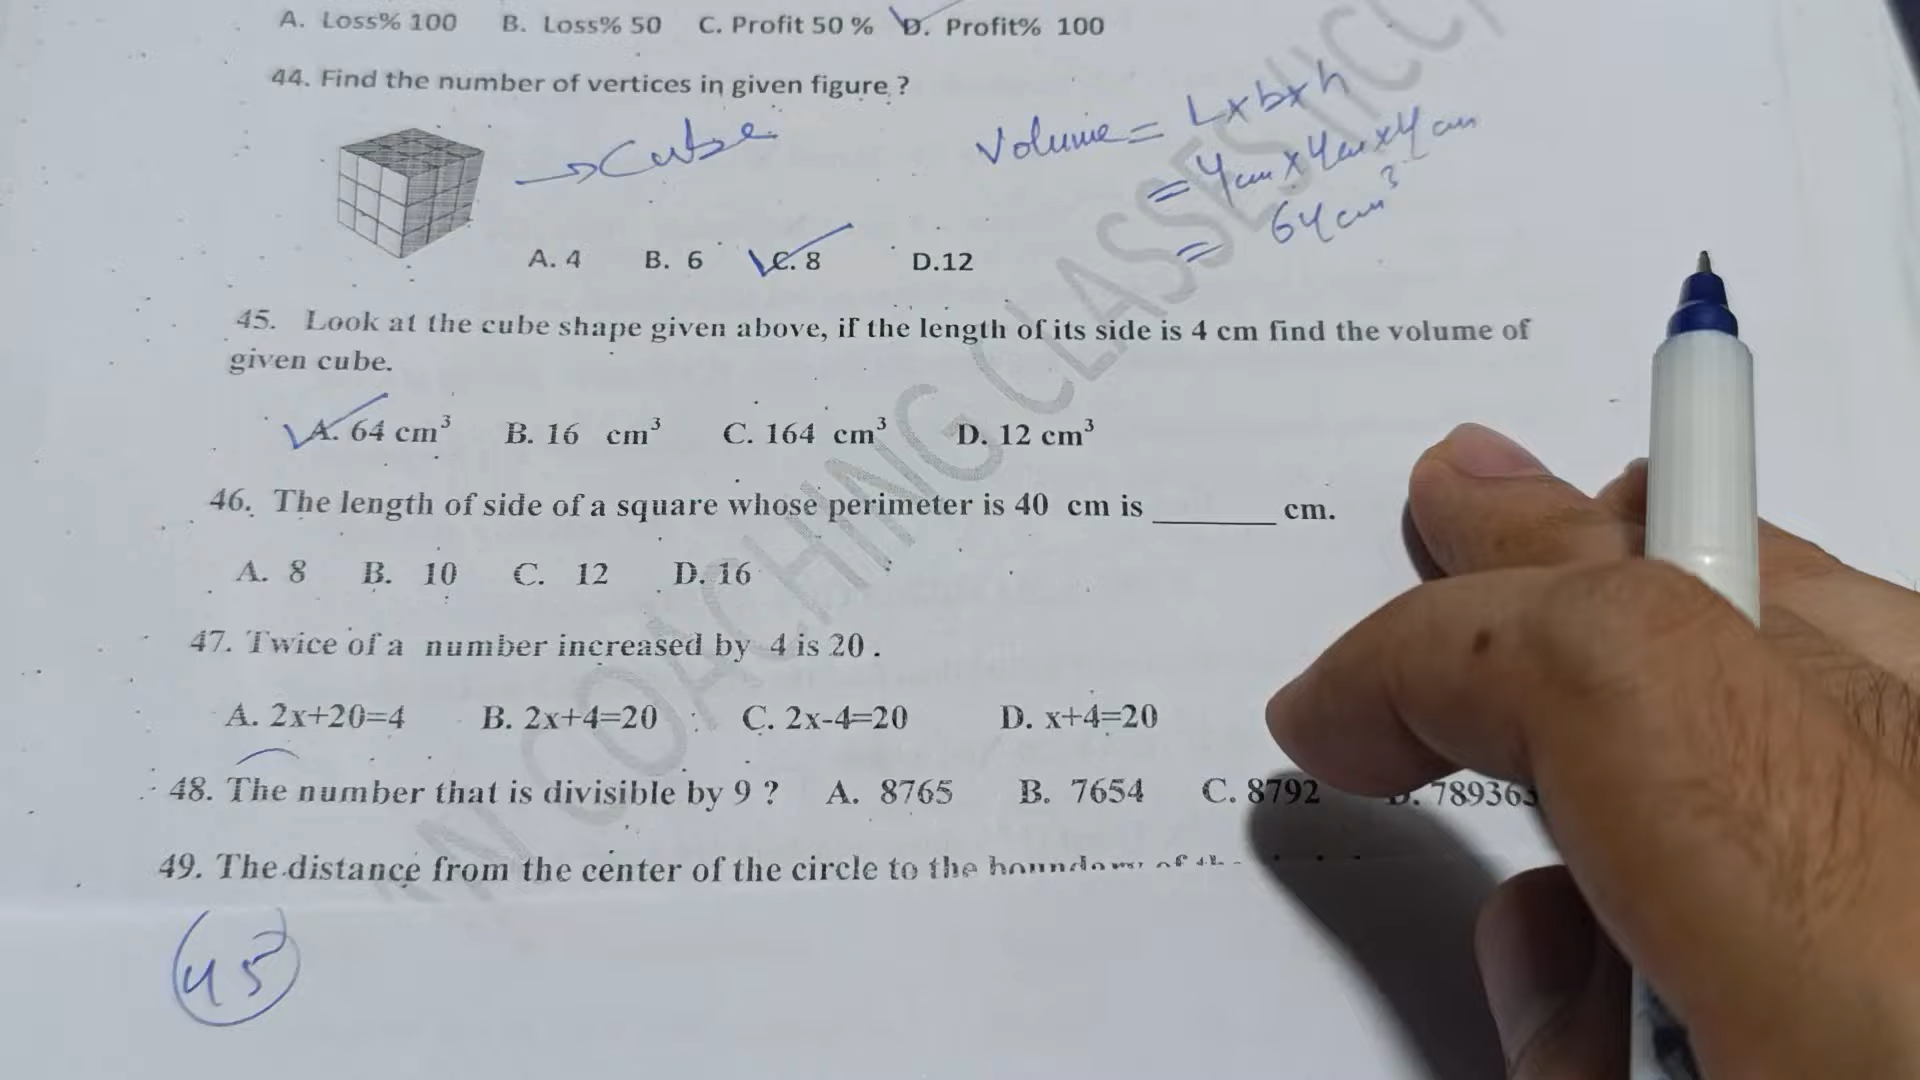 A. Loss% 100 B. Loss% 50 C. Profit 50 % D. Profit% 100
44. Find the number of vertices in given figure ?
→ Cube
Volume = L×b×h
= 4cm × 4cm × 4cm
= 64cm³
A. 4 B. 6 C. 8 D.12
45. Look at the cube shape given above, if the length of its side is 4 cm find the volume of
given cube.
A. 64 cm³ B. 16 cm³ C. 164 cm³ D. 12 cm³
46. The length of side of a square whose perimeter is 40 cm is ________ cm.
A. 8 B. 10 C. 12 D. 16
47. Twice of a number increased by 4 is 20 .
A. 2x+20=4 B. 2x+4=20 C. 2x-4=20 D. x+4=20
48. The number that is divisible by 9 ? A. 8765 B. 7654 C. 8792 D. 789363
49. The distance from the center of the circle to the boundary of
45
COACHING CLASSES